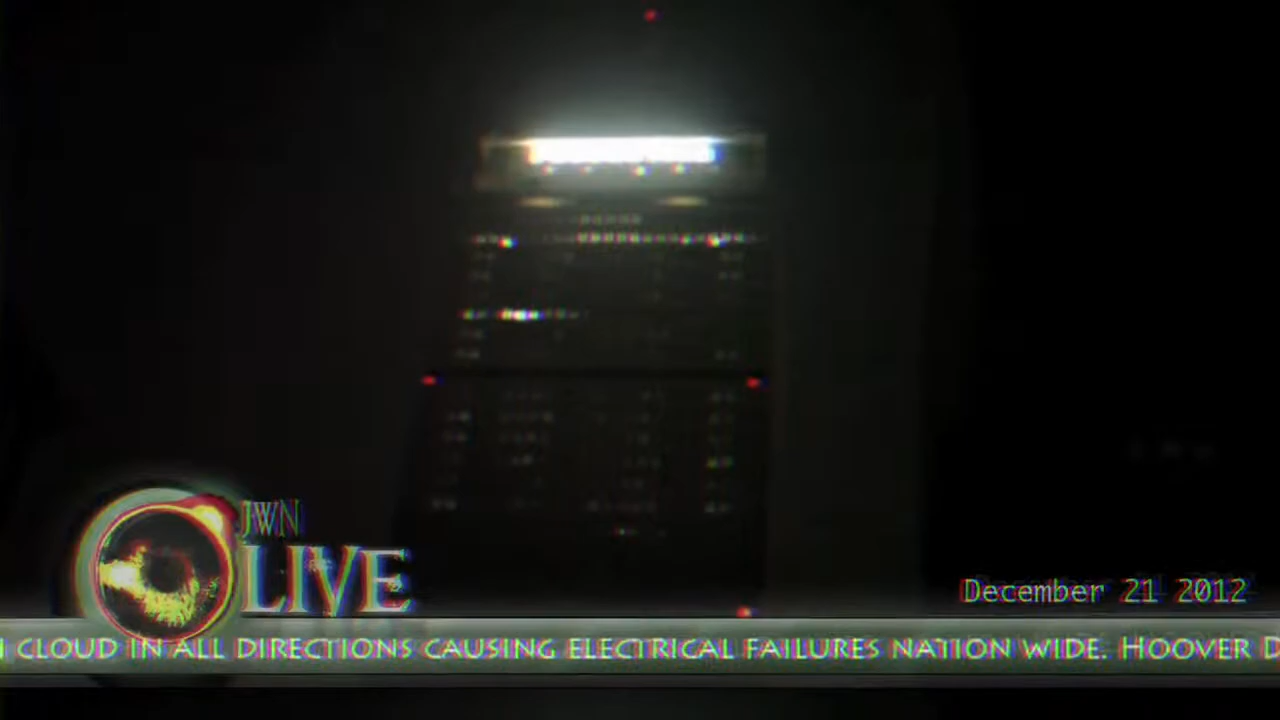 JWN
LIVE
December 21 2012
CLOUD IN ALL DIRECTIONS CAUSING ELECTRICAL FAILURES NATION WIDE. HOOVER D